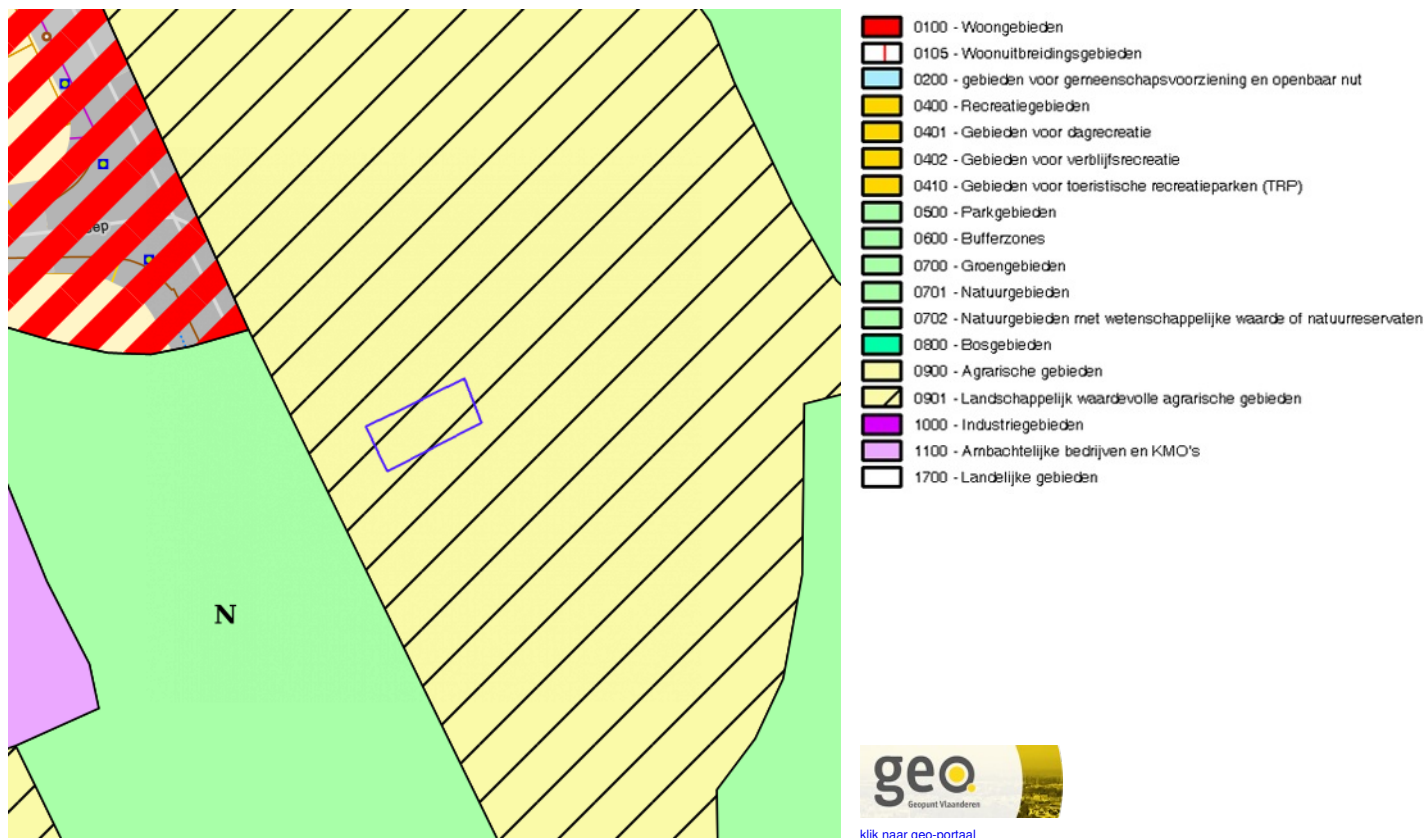 0100 - Woongebieden
0105 - Woonuitbreidingsgebieden
0200 - gebieden voor gemeenschapsvoorziening en openbaar nut
0400 - Recreatiegebieden
0401 - Gebieden voor dagrecreatie
0402 - Gebieden voor verblijfsrecreatie
0410 - Gebieden voor toeristische recreatieparken (TRP)
0500 - Parkgebieden
0600 - Bufferzones
0700 - Groengebieden
0701 - Natuurgebieden
0702 - Natuurgebieden met wetenschappelijke waarde of natuurreservaten
0800 - Bosgebieden
0900 - Agrarische gebieden
0901 - Landschappelijk waardevolle agrarische gebieden
1000 - Industriegebieden
1100 - Ambachtelijke bedrijven en KMO's
1700 - Landelijke gebieden
N
geo
Geopunt Vlaanderen
klik naar geo-portaal